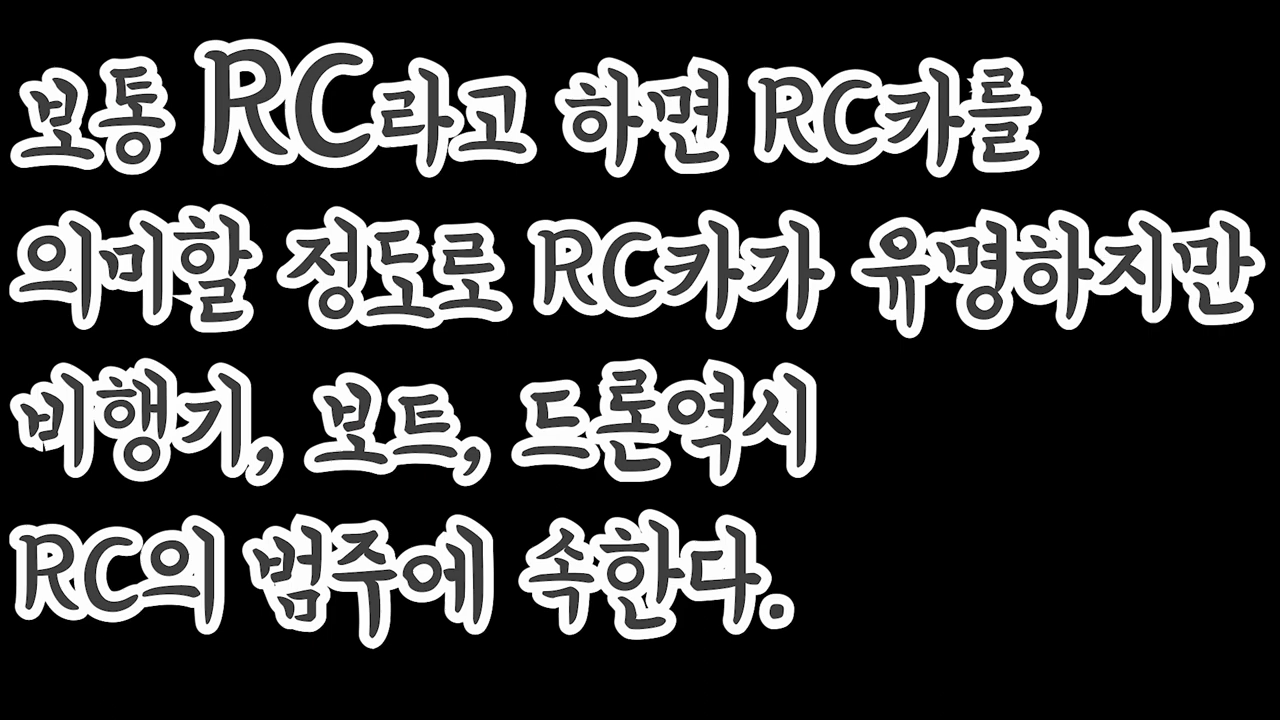 보통 RC라고 하면 RC카를
의미할 정도로 RC카가 유명하지만
비행기, 보트, 드론역시
RC의 범주에 속한다.